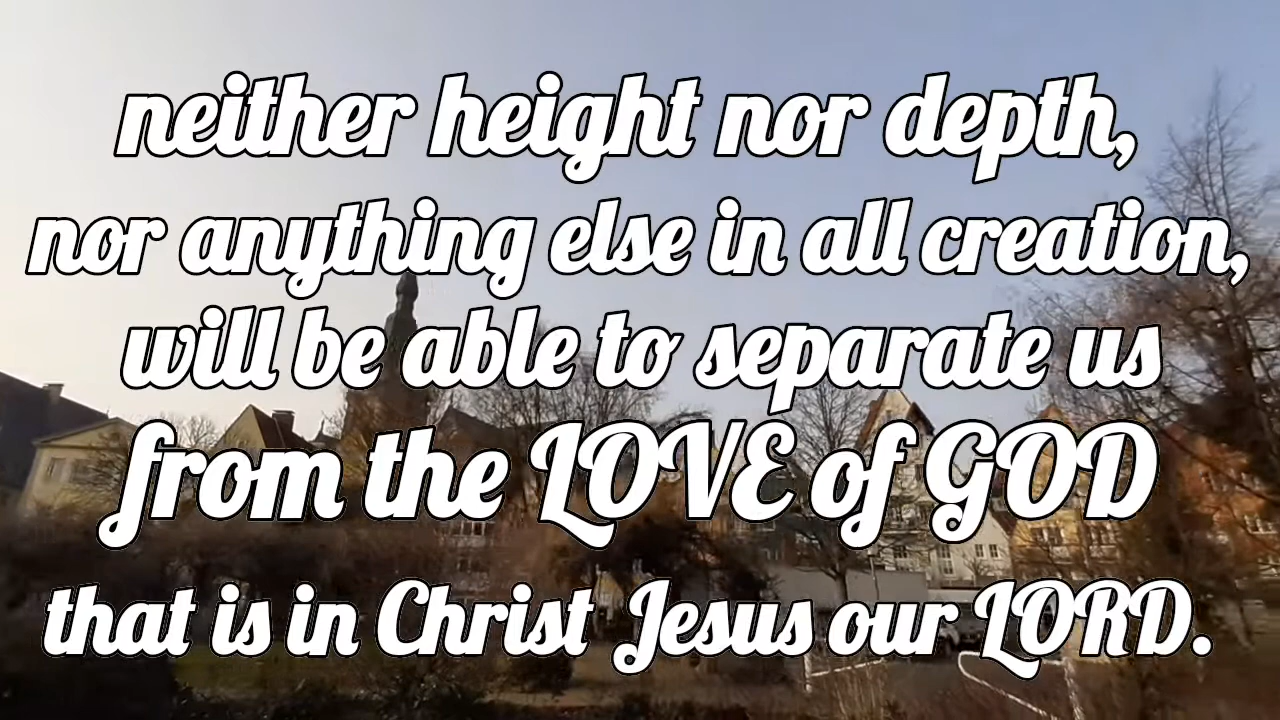 neither height nor depth,
nor anything else in all creation,
will be able to separate us
from the LOVE of GOD
that is in Christ Jesus our LORD.